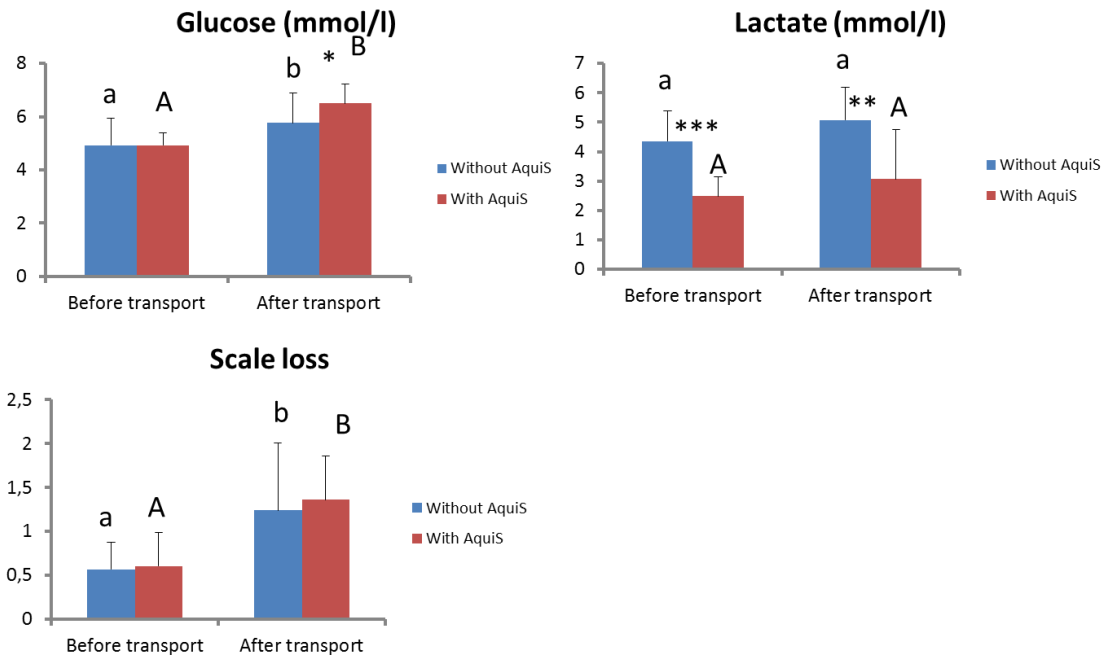 Glucose (mmol/l)
8
6
4
2
0
a
A
b
*
B
Before transport
After transport
Without AquiS
With AquiS
Lactate (mmol/l)
7
6
5
4
3
2
1
0
a
***
A
a
**
A
Before transport
After transport
Without AquiS
With AquiS
Scale loss
2,5
2
1,5
1
0,5
0
a
A
b
B
Before transport
After transport
Without AquiS
With AquiS